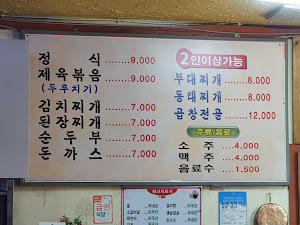 정 식 ........ 9,000
제육볶음 ........ 9,000
(두루치기)
김치찌개 ........ 7,000
된장찌개 ........ 7,000
순 두 부 ........ 7,000
돈 까 스 ........ 7,000
2인이상가능
부대찌개 ........ 8,000
동태찌개 ........ 8,000
곱창전골 ........ 12,000
주류/음료
소 주 ........ 4,000
맥 주 ........ 4,000
음료수 ........ 1,500